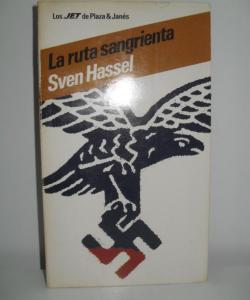 Los JET de Plaza & Janés
La ruta sangrienta
Sven Hassel